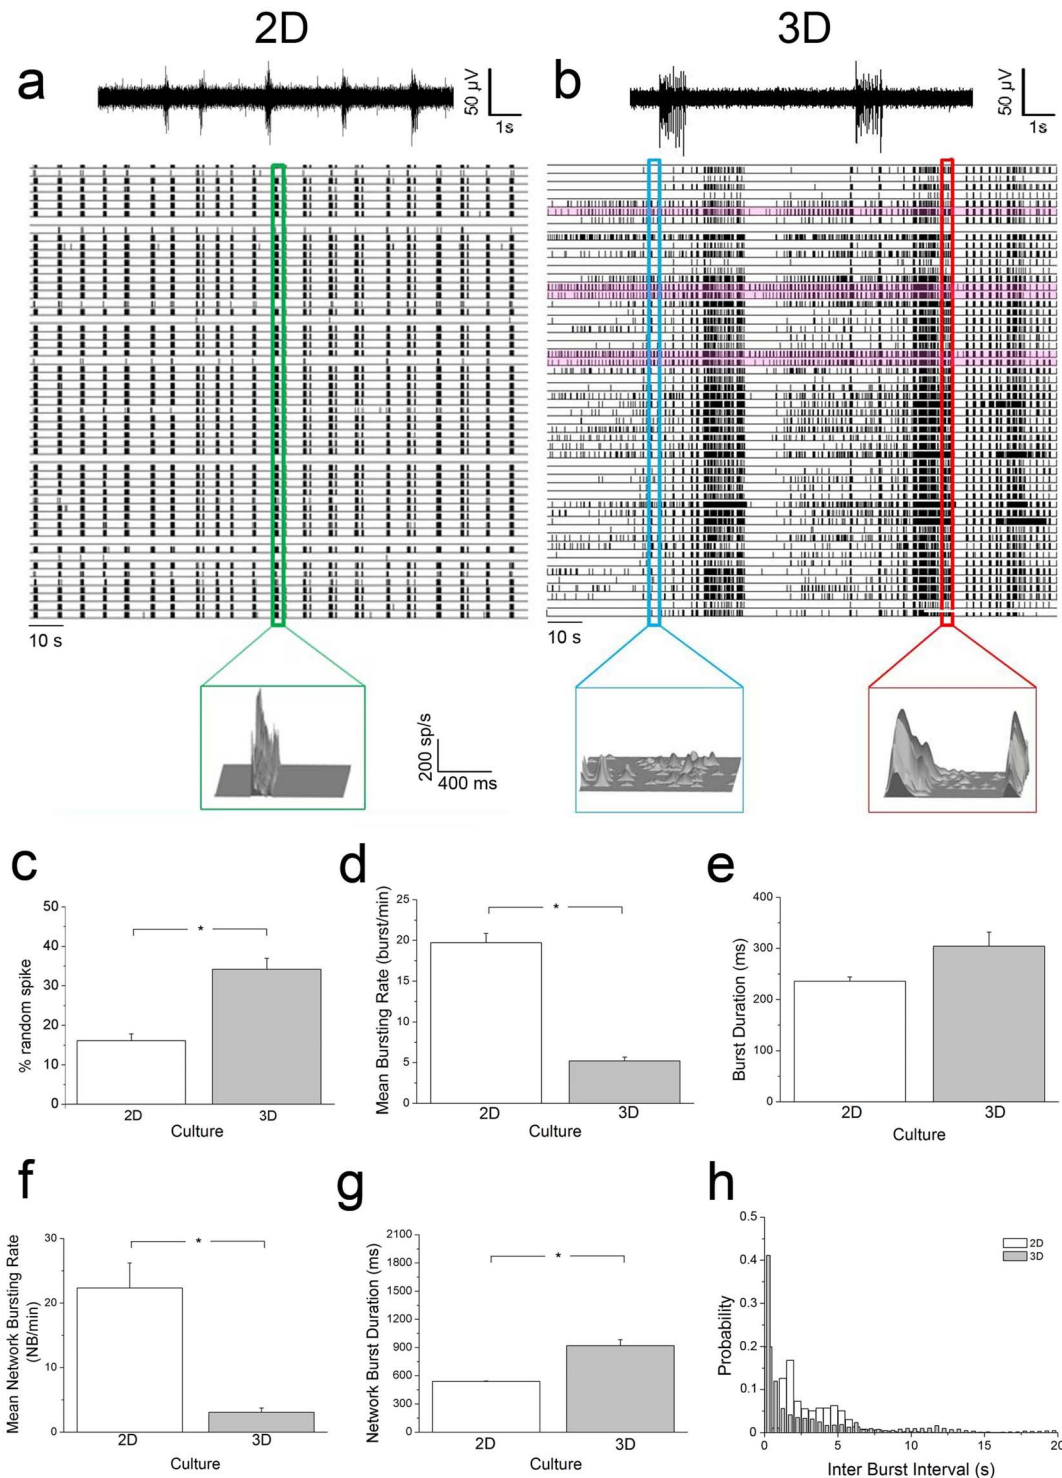 2D 3D
a b
50 µV
1s
50 µV
1s
10 s
10 s
200 sp/s
400 ms
c d e
50
40
30
20
10
0
% random spike
*
2D 3D
Culture
25
20
15
10
5
0
Mean Bursting Rate (burst/min)
*
2D 3D
Culture
400
300
200
100
0
Burst Duration (ms)
2D 3D
Culture
f g h
30
20
10
0
Mean Network Bursting Rate
(NB/min)
*
2D 3D
Culture
2100
1800
1500
1200
900
600
300
0
Network Burst Duration (ms)
*
2D 3D
Culture
0.5
0.4
0.3
0.2
0.1
0
Probability
2D
3D
0 5 10 15 20
Inter Burst Interval (s)